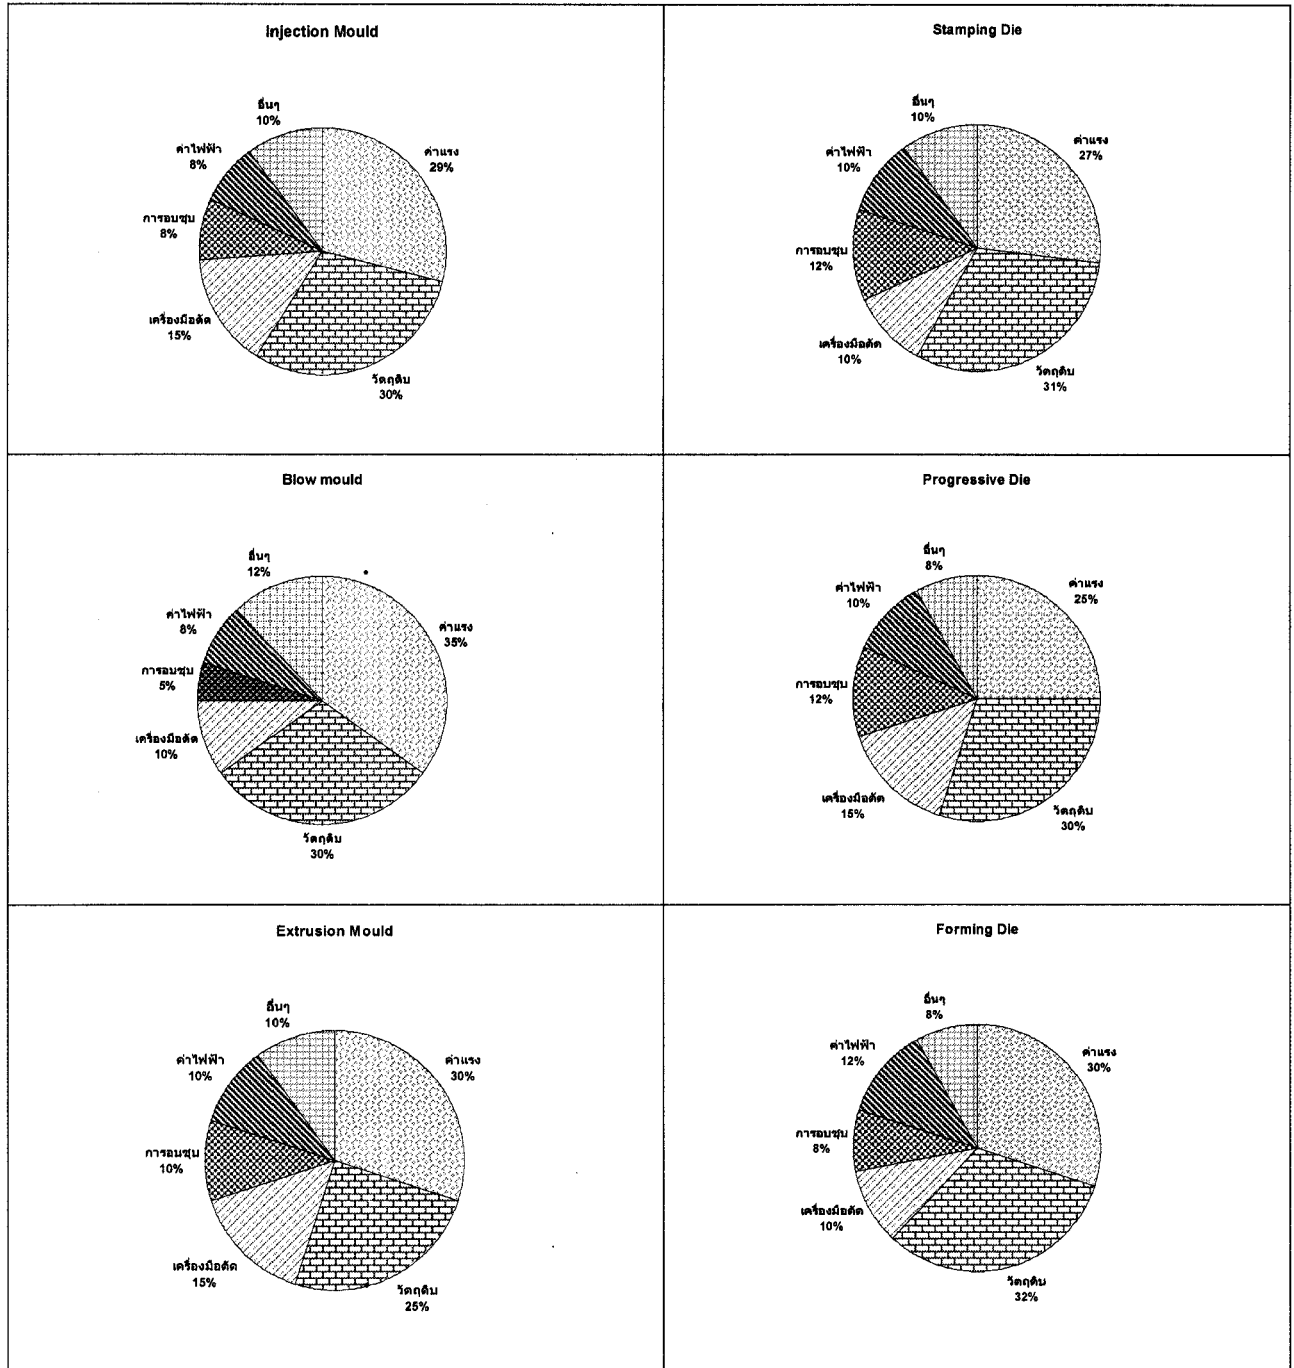 Injection Mould
อื่นๆ
10%
ค่าไฟฟ้า
8%
การอบชุบ
8%
เครื่องมือตัด
15%
วัตถุดิบ
30%
ค่าแรง
29%
Stamping Die
อื่นๆ
10%
ค่าไฟฟ้า
10%
การอบชุบ
12%
เครื่องมือตัด
10%
วัตถุดิบ
31%
ค่าแรง
27%
Blow mould
อื่นๆ
12%
ค่าไฟฟ้า
8%
การอบชุบ
5%
เครื่องมือตัด
10%
วัตถุดิบ
30%
ค่าแรง
35%
Progressive Die
อื่นๆ
8%
ค่าไฟฟ้า
10%
การอบชุบ
12%
เครื่องมือตัด
15%
วัตถุดิบ
30%
ค่าแรง
25%
Extrusion Mould
อื่นๆ
10%
ค่าไฟฟ้า
10%
การอบชุบ
10%
เครื่องมือตัด
15%
วัตถุดิบ
25%
ค่าแรง
30%
Forming Die
อื่นๆ
8%
ค่าไฟฟ้า
12%
การอบชุบ
8%
เครื่องมือตัด
10%
วัตถุดิบ
32%
ค่าแรง
30%